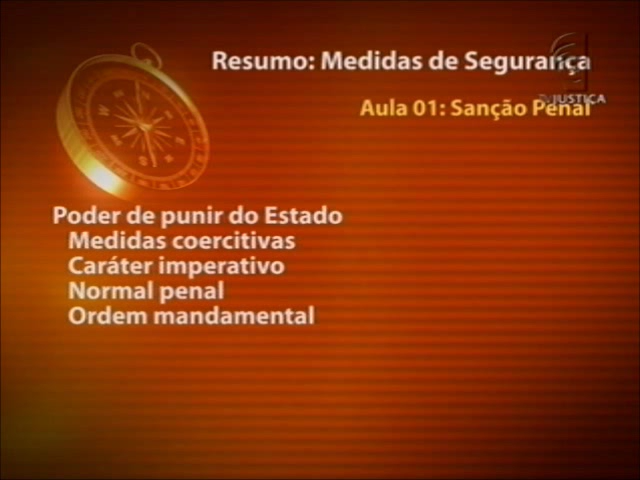 Resumo: Medidas de Segurança
Aula 01: Sanção Penal
TV JUSTIÇA
Poder de punir do Estado
Medidas coercitivas
Caráter imperativo
Normal penal
Ordem mandamental